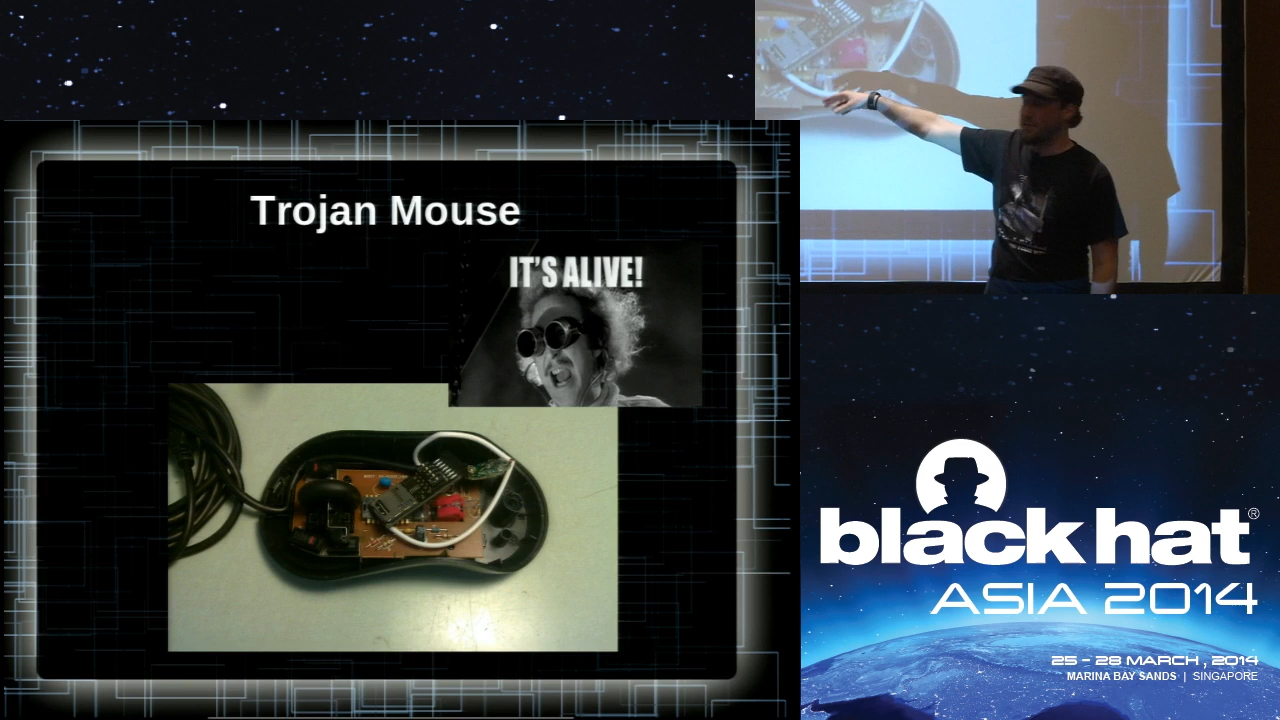 Trojan Mouse
IT'S ALIVE!
black hat®
ASIA 2014
25 - 28 MARCH, 2014
MARINA BAY SANDS | SINGAPORE